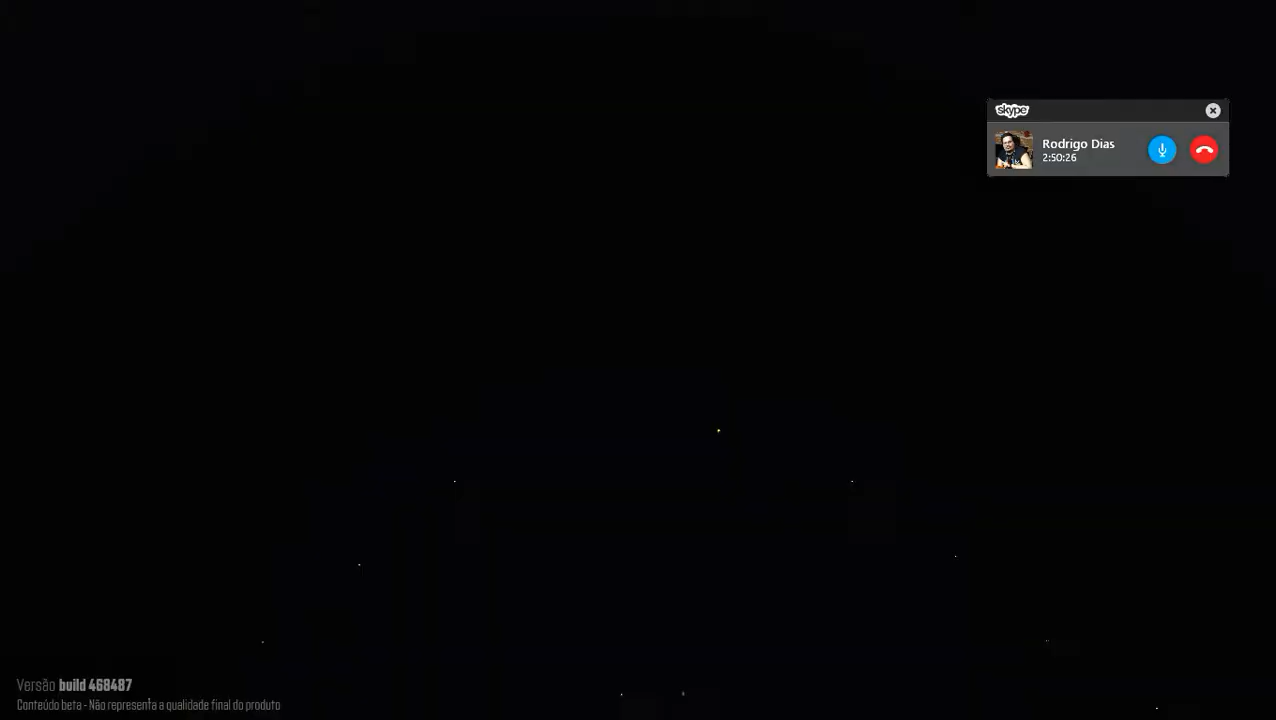 skype
Rodrigo Dias
2:50:26
Versão build 468487
Conteúdo beta - Não representa a qualidade final do produto